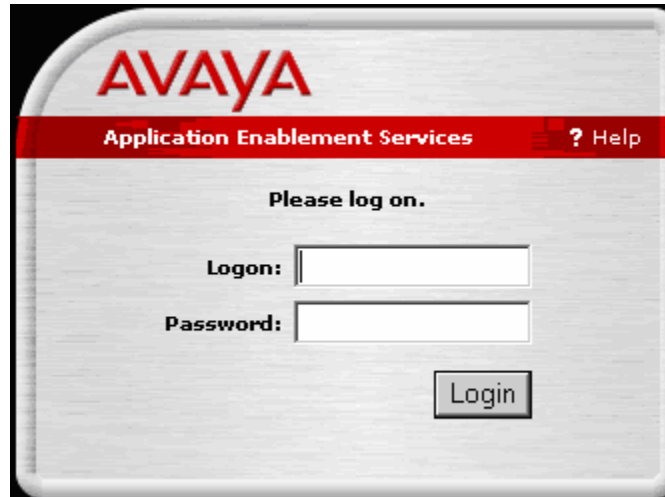 AVAYA
Application Enablement Services ? Help
Please log on.
Logon:
Password:
Login